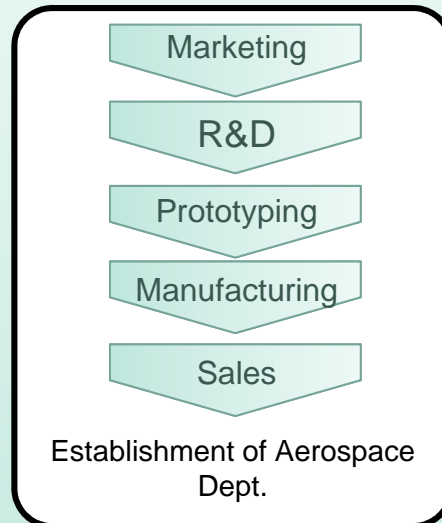 Marketing
R&D
Prototyping
Manufacturing
Sales
Establishment of Aerospace
Dept.